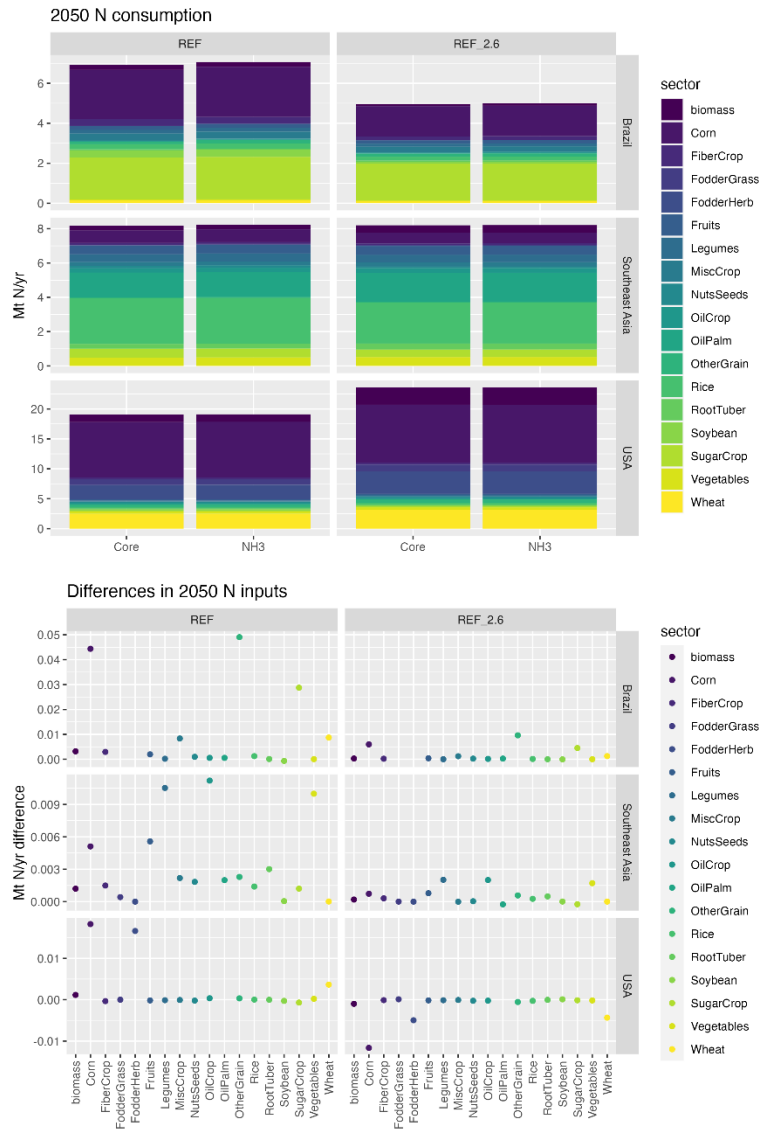 2050 N consumption
REF
REF_2.6
Mt N/yr
6
4
2
0
Brazil
8
6
4
2
0
Southeast Asia
20
15
10
5
0
USA
Core
NH3
Core
NH3
sector
biomass
Corn
FiberCrop
FodderGrass
FodderHerb
Fruits
Legumes
MiscCrop
NutsSeeds
OilCrop
OilPalm
OtherGrain
Rice
RootTuber
Soybean
SugarCrop
Vegetables
Wheat
Differences in 2050 N inputs
REF
REF_2.6
Mt N/yr difference
0.05
0.04
0.03
0.02
0.01
0.00
Brazil
0.009
0.006
0.003
0.000
Southeast Asia
0.01
0.00
-0.01
USA
biomass
Corn
FiberCrop
FodderGrass
FodderHerb
Fruits
Legumes
MiscCrop
NutsSeeds
OilCrop
OilPalm
OtherGrain
Rice
RootTuber
Soybean
SugarCrop
Vegetables
Wheat
biomass
Corn
FiberCrop
FodderGrass
FodderHerb
Fruits
Legumes
MiscCrop
NutsSeeds
OilCrop
OilPalm
OtherGrain
Rice
RootTuber
Soybean
SugarCrop
Vegetables
Wheat
sector
biomass
Corn
FiberCrop
FodderGrass
FodderHerb
Fruits
Legumes
MiscCrop
NutsSeeds
OilCrop
OilPalm
OtherGrain
Rice
RootTuber
Soybean
SugarCrop
Vegetables
Wheat